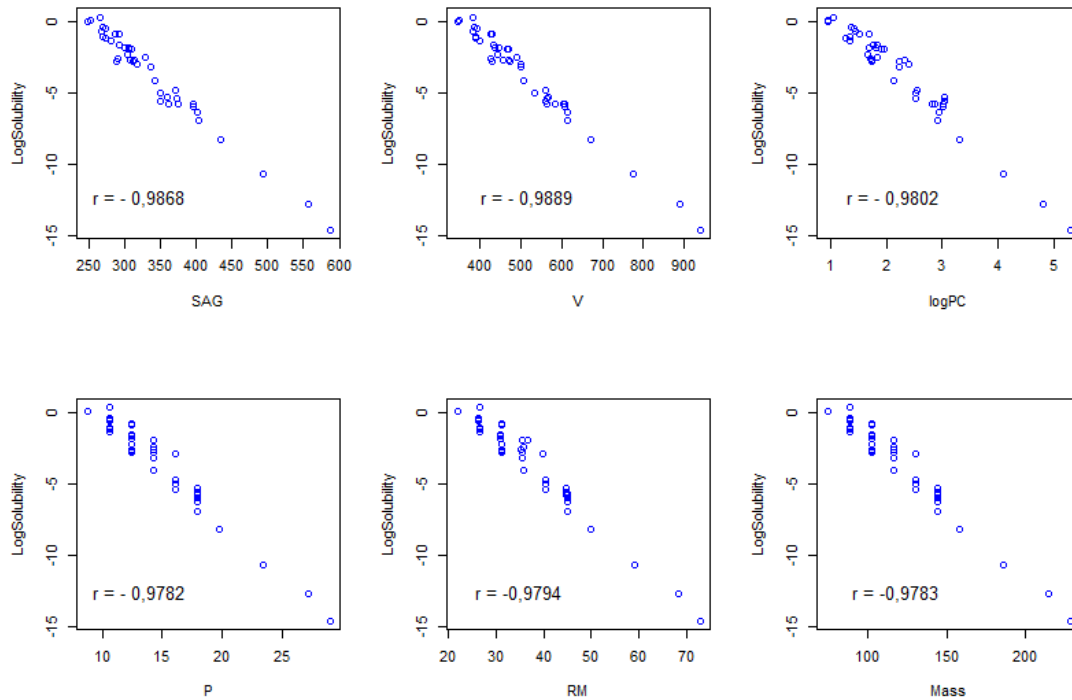 LogSolubility
0
-5
-10
-15
r = - 0,9868
250 300 350 400 450 500 550 600
SAG
LogSolubility
0
-5
-10
-15
r = - 0,9889
400 500 600 700 800 900
V
LogSolubility
0
-5
-10
-15
r = - 0,9802
1 2 3 4 5
logPC
LogSolubility
0
-5
-10
-15
r = - 0,9782
10 15 20 25
P
LogSolubility
0
-5
-10
-15
r = -0,9794
20 30 40 50 60 70
RM
LogSolubility
0
-5
-10
-15
r = -0,9783
100 150 200
Mass